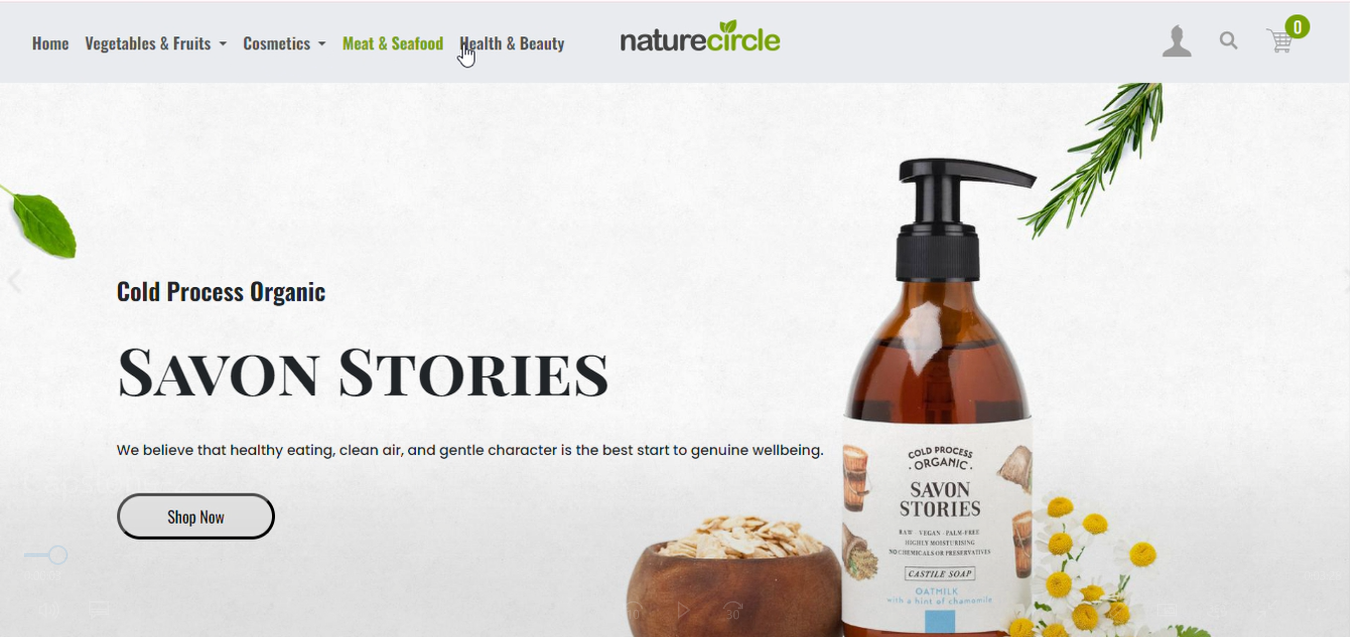 Home Vegetables & Fruits Cosmetics Meat & Seafood Health & Beauty naturecircle 0
Cold Process Organic
SAVON STORIES
We believe that healthy eating, clean air, and gentle character is the best start to genuine wellbeing.
Shop Now
COLD PROCESS
· ORGANIC ·
SAVON
STORIES
RAW · VEGAN · PALM-FREE
HIGHLY MOISTURISING
NO CHEMICALS OR PRESERVATIVES
CASTILE SOAP
OATMILK
with a hint of chamomile
30